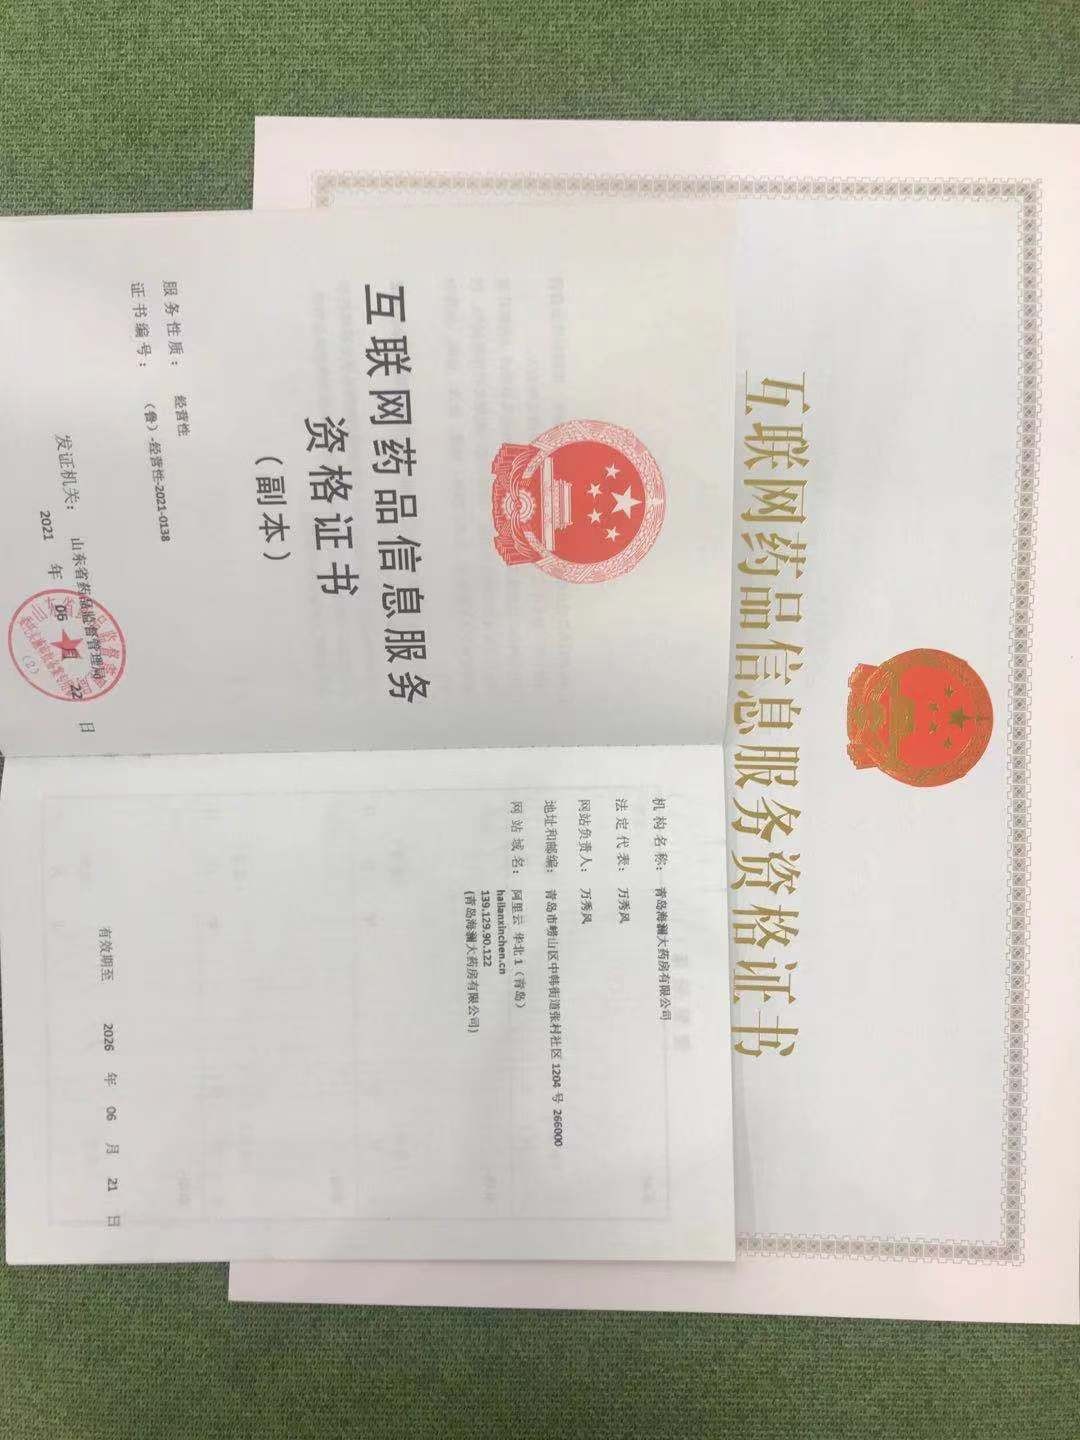 互联网药品信息服务资格证书
互联网药品信息服务
资格证书
（副本）
服务性质： 经营性
证书编号： （鲁）-经营性-2021-0138
发证机关： 山东省药品监督管理局
2021 年 06 月 22 日
机构名称： 青岛海澜大药房有限公司
法定代表： 万秀风
网站负责人： 万秀风
地址和邮编： 青岛市崂山区中韩街道张村社区1204号 266000
网站域名： 阿里云 华北1（青岛）
hailanxinchen.cn
139.129.90.122
(青岛海澜大药房有限公司)
有效期至 2026 年 06 月 21 日